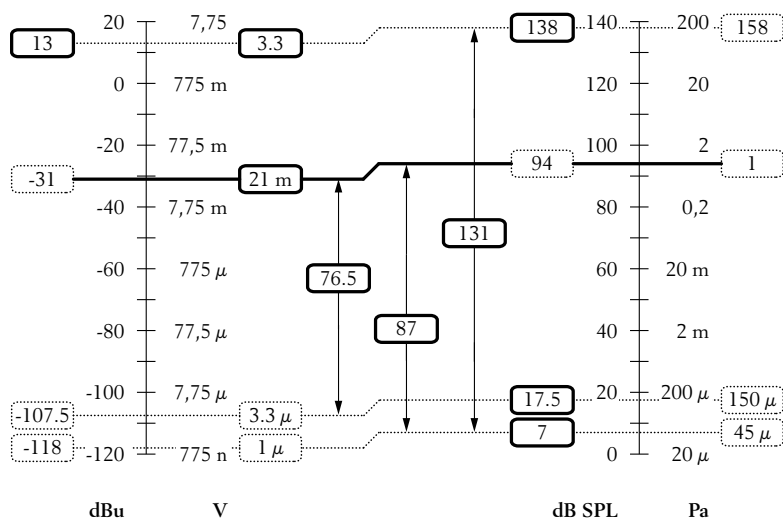 20 7,75 140 200
13 3.3 138 158
0 775 m 120 20
-20 77,5 m 100 2
-31 21 m 94 1
-40 7,75 m 80 0,2
131
-60 775 μ 76.5 60 20 m
-80 77,5 μ 87 40 2 m
-100 7,75 μ 20 200 μ
17.5 150 μ
-107.5 3.3 μ
7 45 μ
-118 1 μ
-120 775 n 0 20 μ
dBu V dB SPL Pa